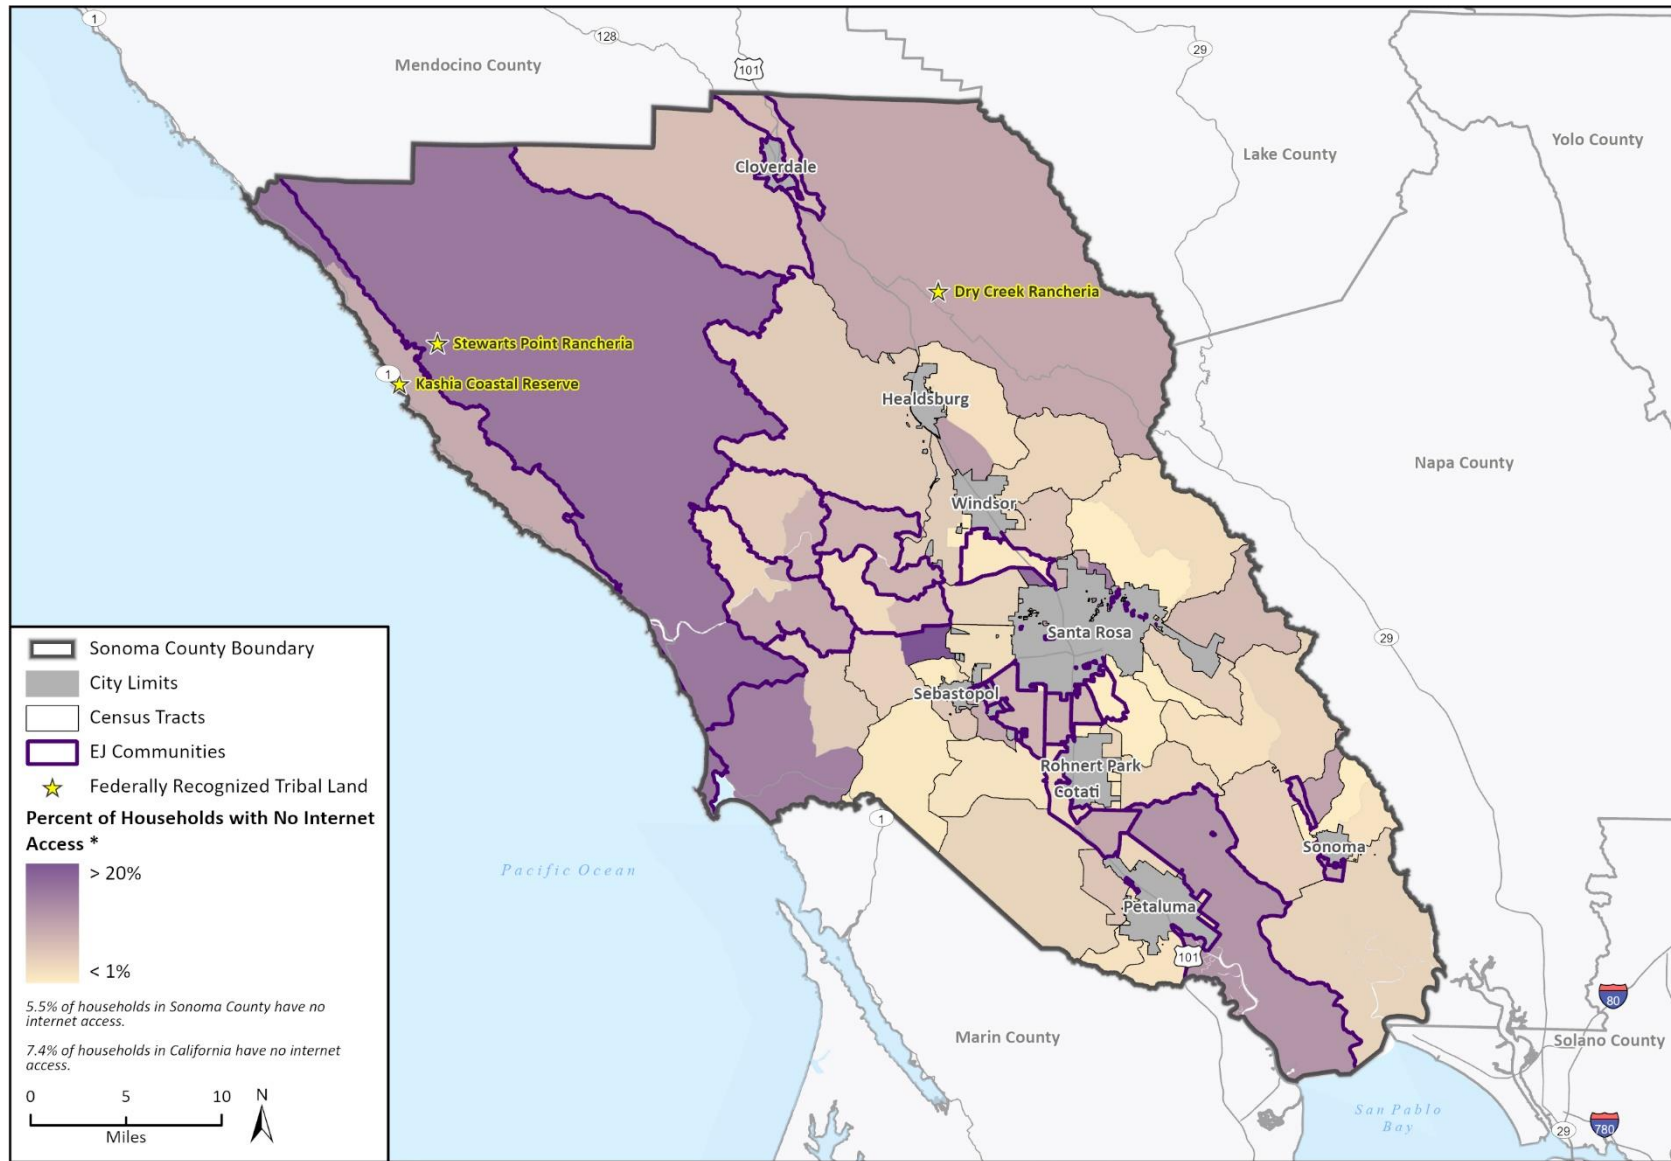 1
128
101
29
Mendocino County
Lake County
Yolo County
Cloverdale
Dry Creek Rancheria
Stewarts Point Rancheria
1
Kashia Coastal Reserve
Healdsburg
Napa County
Windsor
Santa Rosa
29
Sebastopol
Rohnert Park
Cotati
Sonoma
1
Pacific Ocean
Petaluma
101
80
Marin County
Solano County
San Pablo
Bay
29
780
Sonoma County Boundary
City Limits
Census Tracts
EJ Communities
Federally Recognized Tribal Land
Percent of Households with No Internet
Access *
> 20%
< 1%
5.5% of households in Sonoma County have no
internet access.
7.4% of households in California have no internet
access.
0 5 10
Miles
N